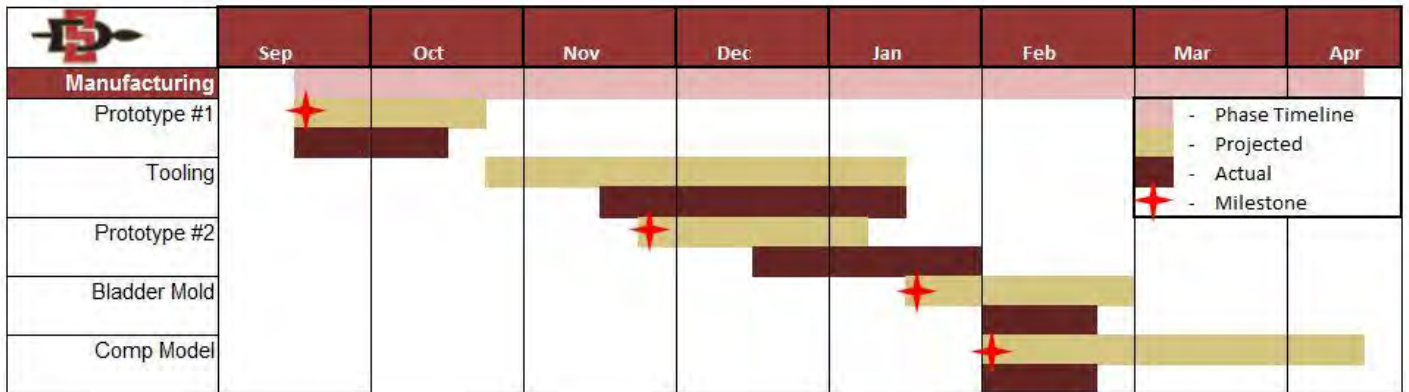 Sep Oct Nov Dec Jan Feb Mar Apr
Manufacturing
Prototype #1
Tooling
Prototype #2
Bladder Mold
Comp Model
- Phase Timeline
- Projected
- Actual
- Milestone